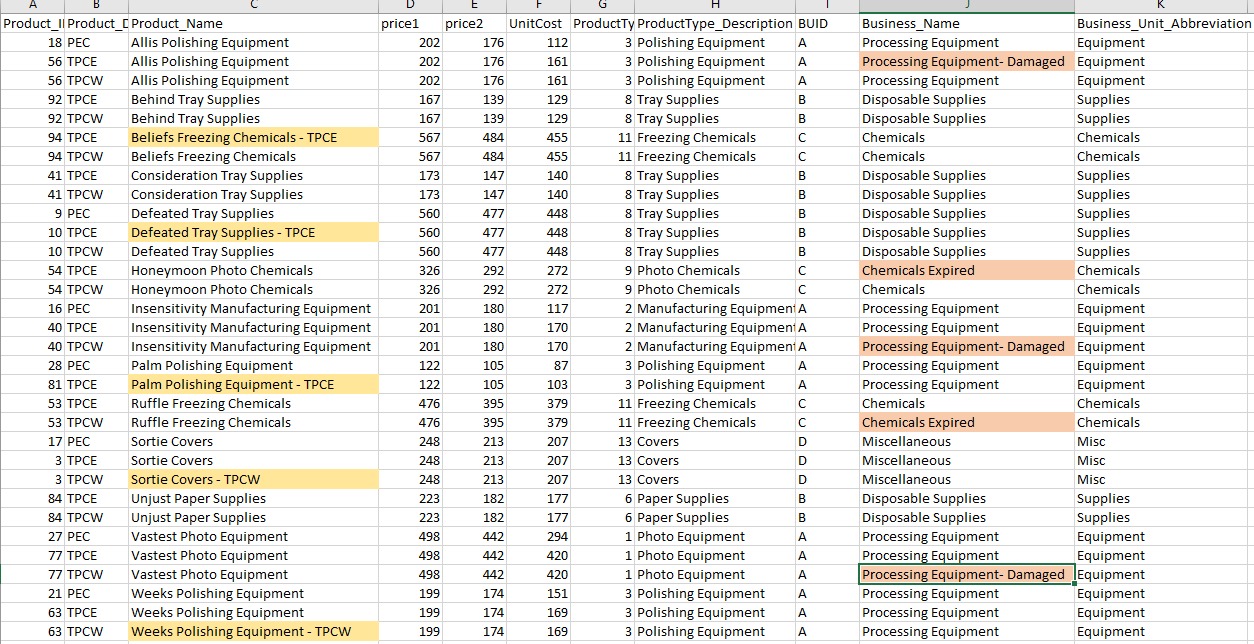 A B C D E F G H I J K
Product_I Product_D Product_Name price1 price2 UnitCost ProductTy ProductType_Description BUID Business_Name Business_Unit_Abbreviation
18 PEC Allis Polishing Equipment 202 176 112 3 Polishing Equipment A Processing Equipment Equipment
56 TPCE Allis Polishing Equipment 202 176 161 3 Polishing Equipment A Processing Equipment- Damaged Equipment
56 TPCW Allis Polishing Equipment 202 176 161 3 Polishing Equipment A Processing Equipment Equipment
92 TPCE Behind Tray Supplies 167 139 129 8 Tray Supplies B Disposable Supplies Supplies
92 TPCW Behind Tray Supplies 167 139 129 8 Tray Supplies B Disposable Supplies Supplies
94 TPCE Beliefs Freezing Chemicals - TPCE 567 484 455 11 Freezing Chemicals C Chemicals Chemicals
94 TPCW Beliefs Freezing Chemicals 567 484 455 11 Freezing Chemicals C Chemicals Chemicals
41 TPCE Consideration Tray Supplies 173 147 140 8 Tray Supplies B Disposable Supplies Supplies
41 TPCW Consideration Tray Supplies 173 147 140 8 Tray Supplies B Disposable Supplies Supplies
9 PEC Defeated Tray Supplies 560 477 448 8 Tray Supplies B Disposable Supplies Supplies
10 TPCE Defeated Tray Supplies - TPCE 560 477 448 8 Tray Supplies B Disposable Supplies Supplies
10 TPCW Defeated Tray Supplies 560 477 448 8 Tray Supplies B Disposable Supplies Supplies
54 TPCE Honeymoon Photo Chemicals 326 292 272 9 Photo Chemicals C Chemicals Expired Chemicals
54 TPCW Honeymoon Photo Chemicals 326 292 272 9 Photo Chemicals C Chemicals Chemicals
16 PEC Insensitivity Manufacturing Equipment 201 180 117 2 Manufacturing Equipment A Processing Equipment Equipment
40 TPCE Insensitivity Manufacturing Equipment 201 180 170 2 Manufacturing Equipment A Processing Equipment Equipment
40 TPCW Insensitivity Manufacturing Equipment 201 180 170 2 Manufacturing Equipment A Processing Equipment- Damaged Equipment
28 PEC Palm Polishing Equipment 122 105 87 3 Polishing Equipment A Processing Equipment Equipment
81 TPCE Palm Polishing Equipment - TPCE 122 105 103 3 Polishing Equipment A Processing Equipment Equipment
53 TPCE Ruffle Freezing Chemicals 476 395 379 11 Freezing Chemicals C Chemicals Chemicals
53 TPCW Ruffle Freezing Chemicals 476 395 379 11 Freezing Chemicals C Chemicals Expired Chemicals
17 PEC Sortie Covers 248 213 207 13 Covers D Miscellaneous Misc
3 TPCE Sortie Covers 248 213 207 13 Covers D Miscellaneous Misc
3 TPCW Sortie Covers - TPCW 248 213 207 13 Covers D Miscellaneous Misc
84 TPCE Unjust Paper Supplies 223 182 177 6 Paper Supplies B Disposable Supplies Supplies
84 TPCW Unjust Paper Supplies 223 182 177 6 Paper Supplies B Disposable Supplies Supplies
27 PEC Vastest Photo Equipment 498 442 294 1 Photo Equipment A Processing Equipment Equipment
77 TPCE Vastest Photo Equipment 498 442 420 1 Photo Equipment A Processing Equipment Equipment
77 TPCW Vastest Photo Equipment 498 442 420 1 Photo Equipment A Processing Equipment- Damaged Equipment
21 PEC Weeks Polishing Equipment 199 174 151 3 Polishing Equipment A Processing Equipment Equipment
63 TPCE Weeks Polishing Equipment 199 174 169 3 Polishing Equipment A Processing Equipment Equipment
63 TPCW Weeks Polishing Equipment - TPCW 199 174 169 3 Polishing Equipment A Processing Equipment Equipment